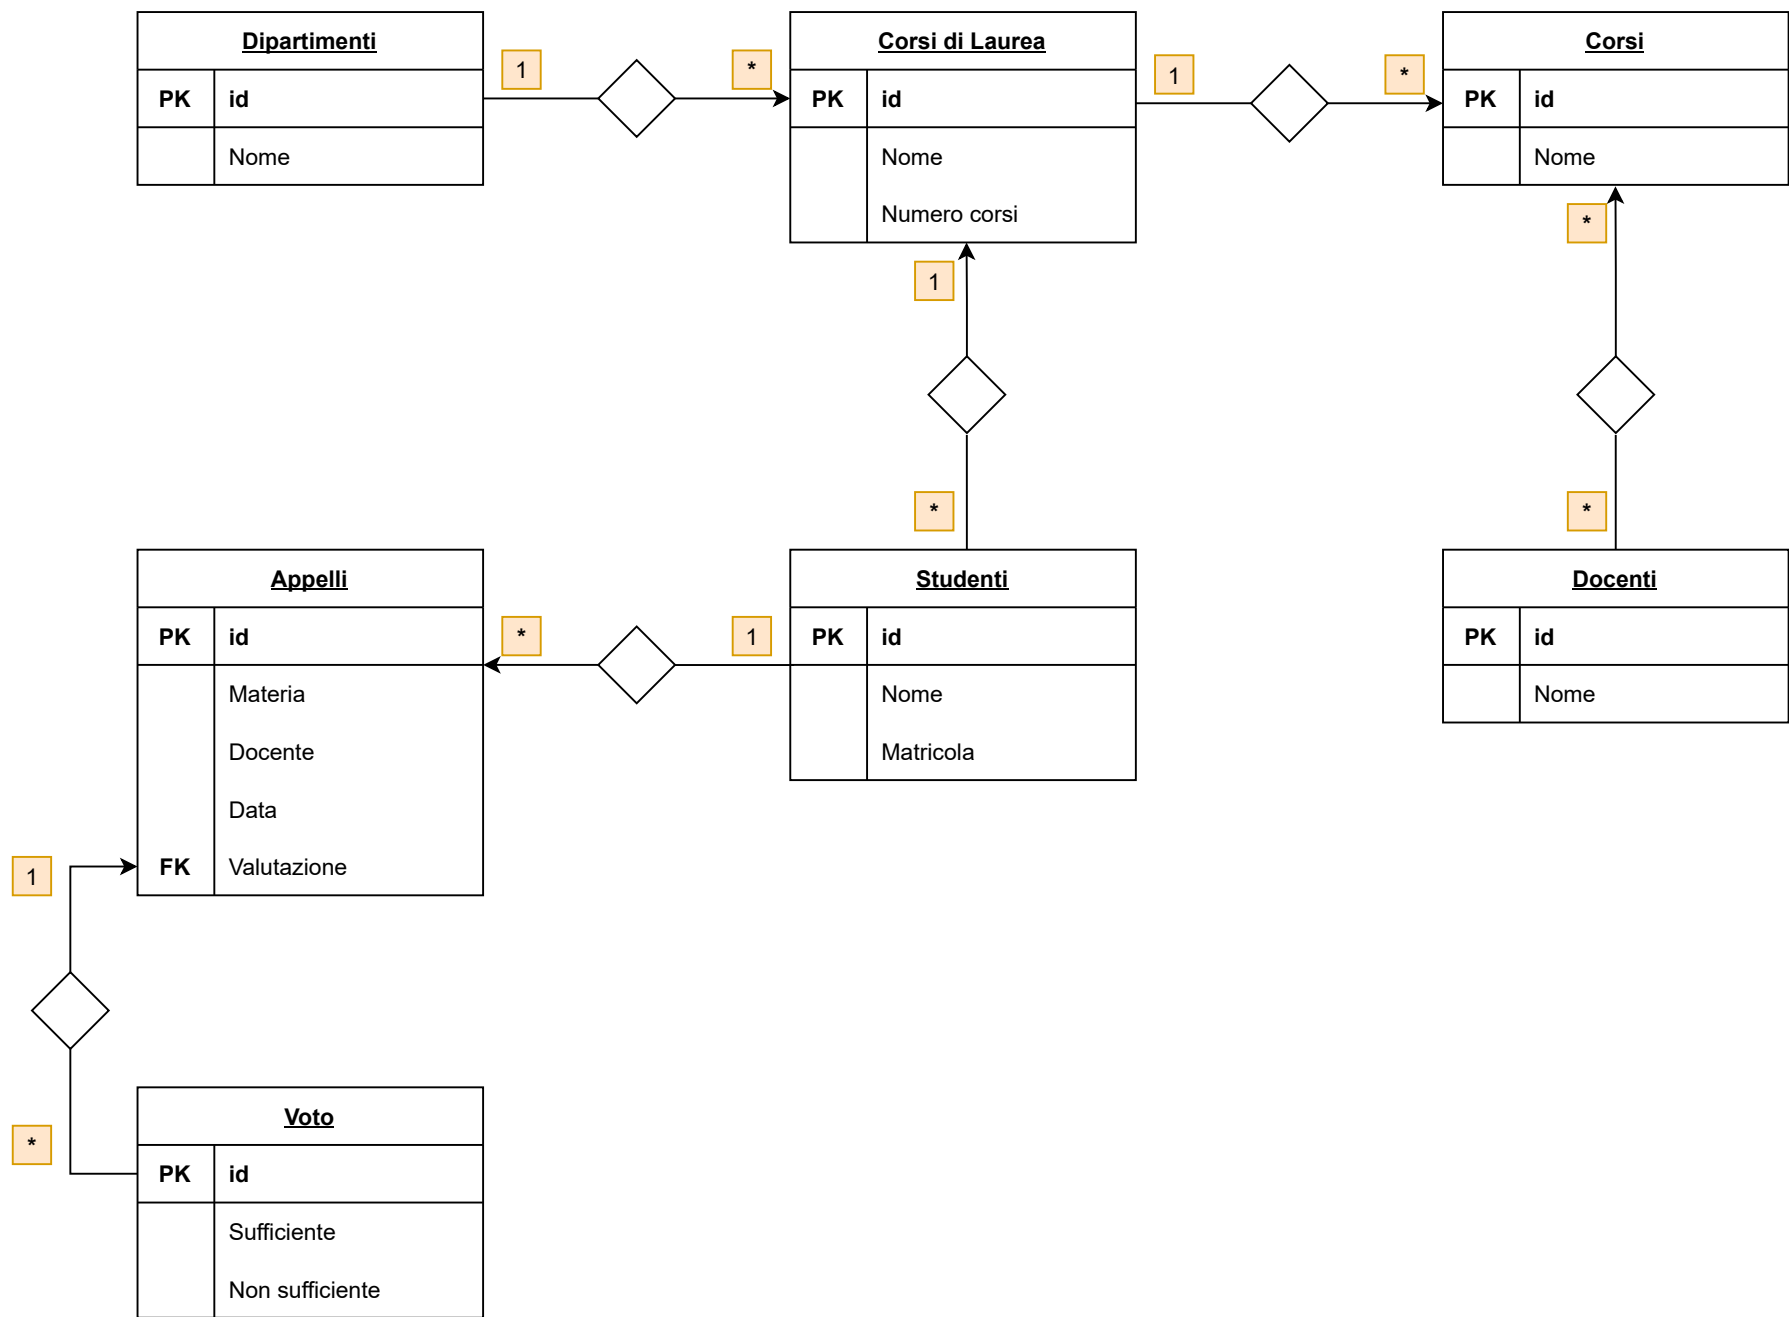 Dipartimenti
PK id
Nome
1
*
Corsi di Laurea
PK id
Nome
Numero corsi
1
*
Corsi
PK id
Nome
1
*
*
*
Appelli
PK id
Materia
Docente
Data
FK Valutazione
*
1
Studenti
PK id
Nome
Matricola
Docenti
PK id
Nome
1
*
Voto
PK id
Sufficiente
Non sufficiente